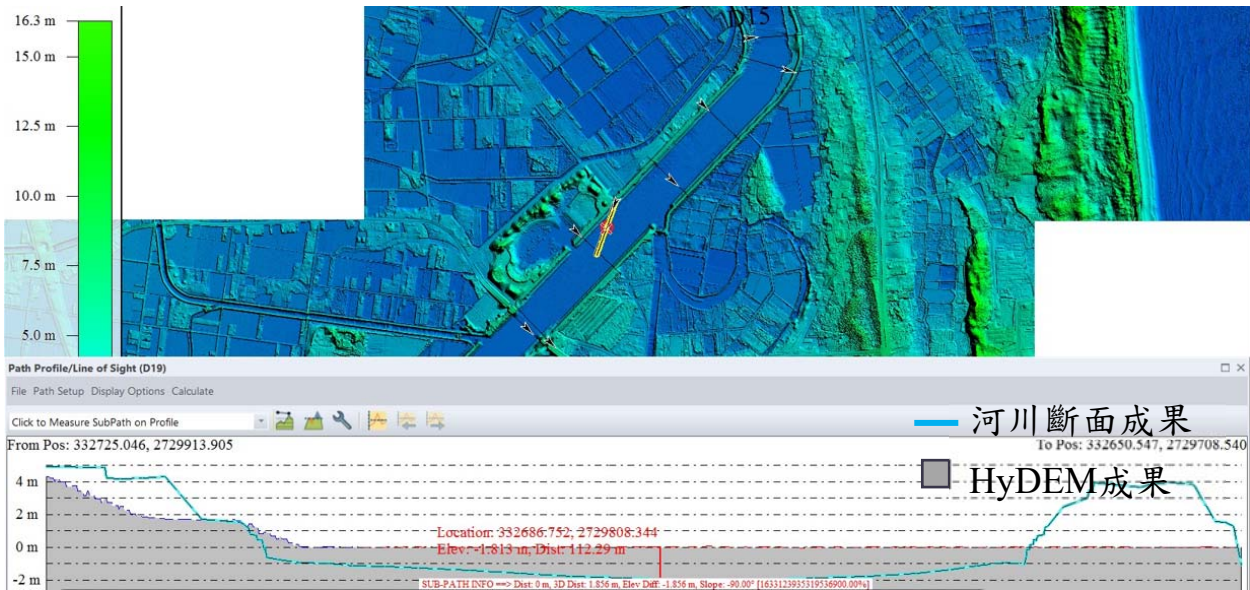 16.3 m
D15
15.0 m
12.5 m
10.0 m
7.5 m
5.0 m
Path Profile/Line of Sight (D19)
File Path Setup Display Options Calculate
Click to Measure SubPath on Profile
河川斷面成果
From Pos: 332725.046, 2729913.905
To Pos: 332650.547, 2729708.540
HyDEM成果
4 m
2 m
Location: 332686.752, 2729808.344
0 m
Elev: -1.813 m, Dist: 112.29 m
-2 m
SUB-PATH INFO ==> Dist: 0 m, 3D Dist: 1.856 m, Elev Diff: -1.856 m, Slope: -90.00° [1633123935319536900.00%]